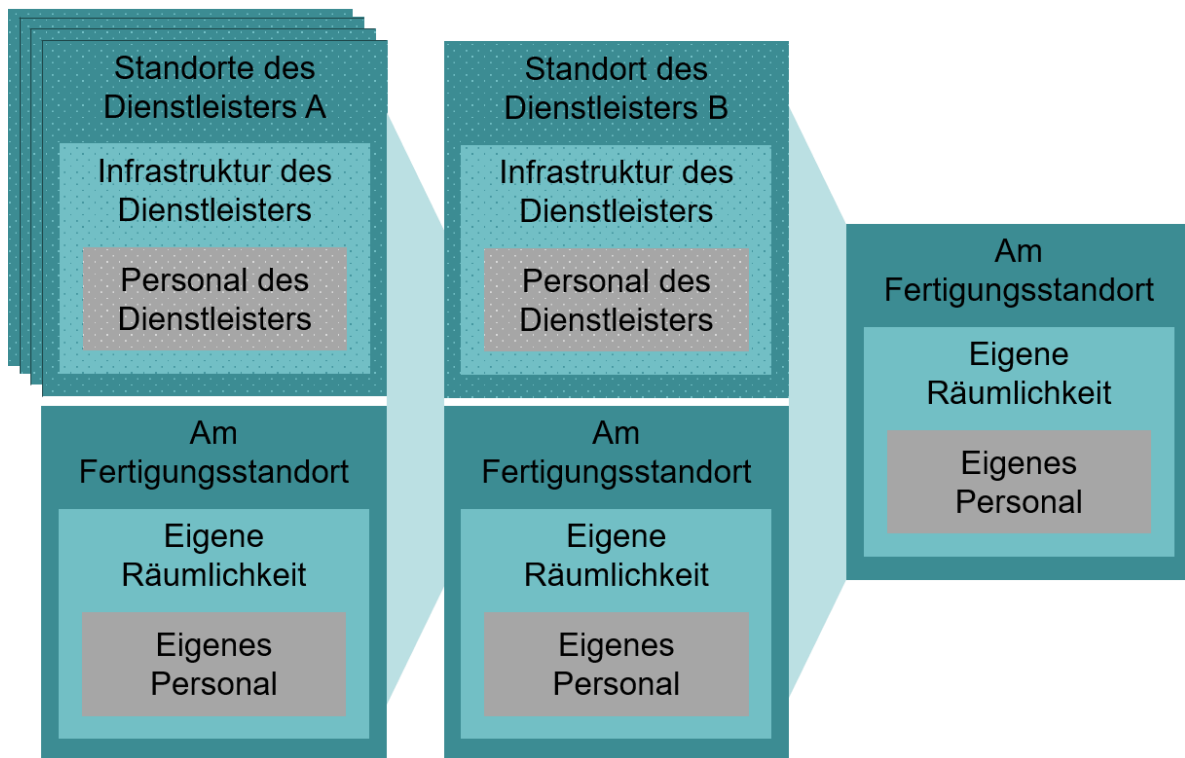 Standorte des
Dienstleisters A
Infrastruktur des
Dienstleisters
Personal des
Dienstleisters
Am
Fertigungsstandort
Eigene
Räumlichkeit
Eigenes
Personal
Standort des
Dienstleisters B
Infrastruktur des
Dienstleisters
Personal des
Dienstleisters
Am
Fertigungsstandort
Eigene
Räumlichkeit
Eigenes
Personal
Am
Fertigungsstandort
Eigene
Räumlichkeit
Eigenes
Personal